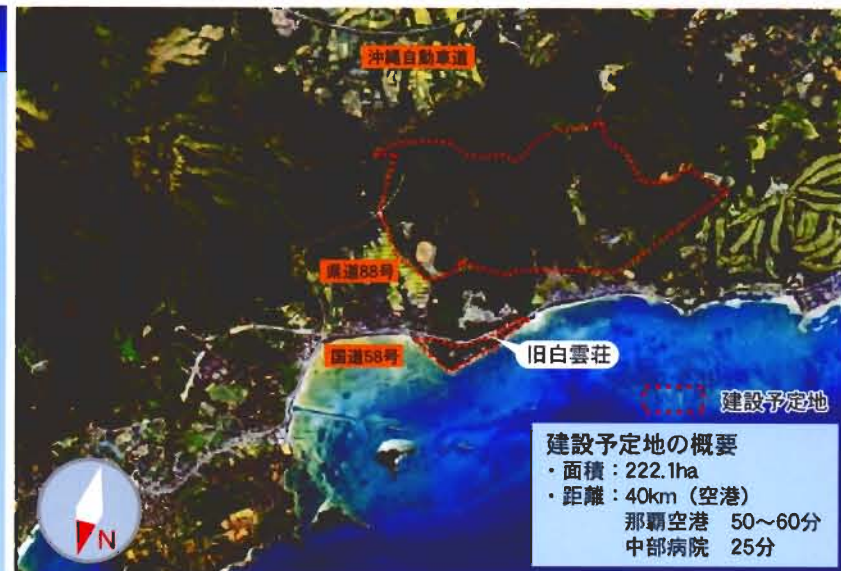 沖縄自動車道
県道88号
国道58号
旧白雲荘
建設予定地
建設予定地の概要
・面積：222.1ha
・距離：40km（空港）
那覇空港　50～60分
中部病院　25分
N